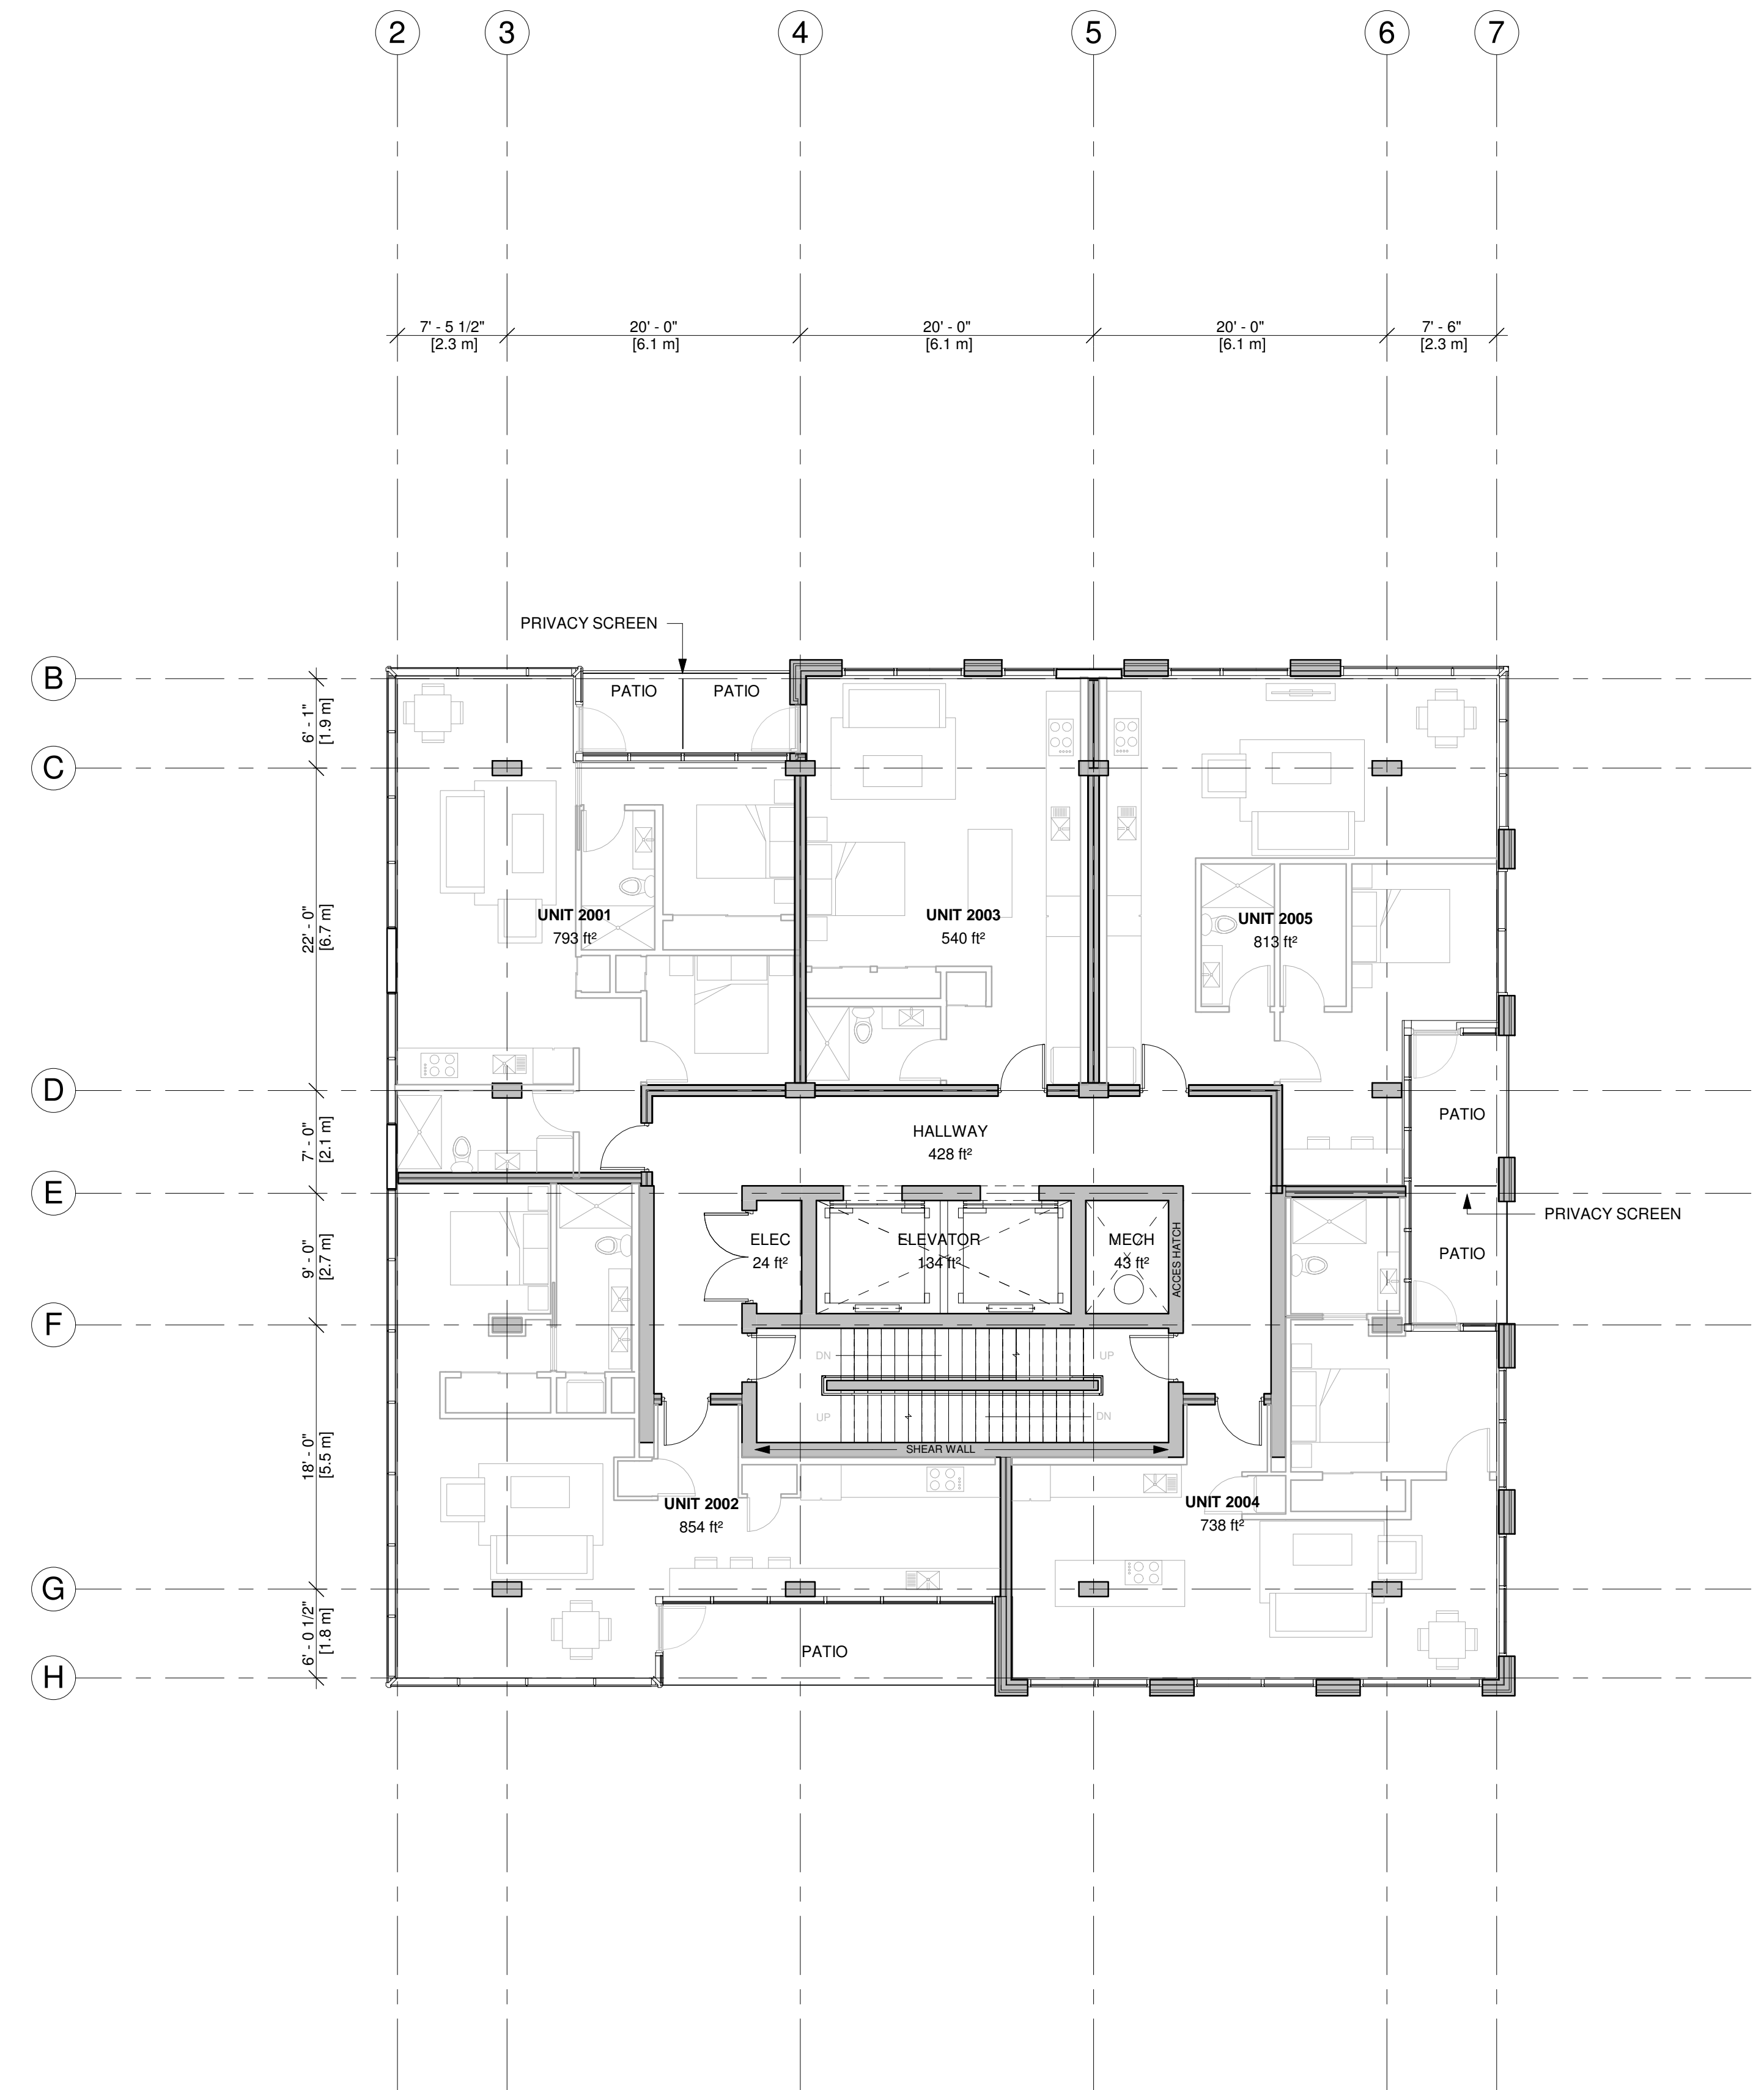 2
3
4
5
6
7
7' - 5 1/2"
[2.3 m]
20' - 0"
[6.1 m]
20' - 0"
[6.1 m]
20' - 0"
[6.1 m]
7' - 6"
[2.3 m]
PRIVACY SCREEN
B
PATIO
PATIO
6' - 1"
[1.9 m]
C
UNIT 2001
793 ft²
UNIT 2003
540 ft²
UNIT 2005
813 ft²
22' - 0"
[6.7 m]
D
PATIO
HALLWAY
428 ft²
7' - 0"
[2.1 m]
E
PRIVACY SCREEN
ELEC
24 ft²
ELEVATOR
134 ft²
MECH
43 ft²
ACCES HATCH
PATIO
9' - 0"
[2.7 m]
F
DN
UP
UP
DN
SHEAR WALL
18' - 0"
[5.5 m]
UNIT 2002
854 ft²
UNIT 2004
738 ft²
G
6' - 0 1/2"
[1.8 m]
PATIO
H